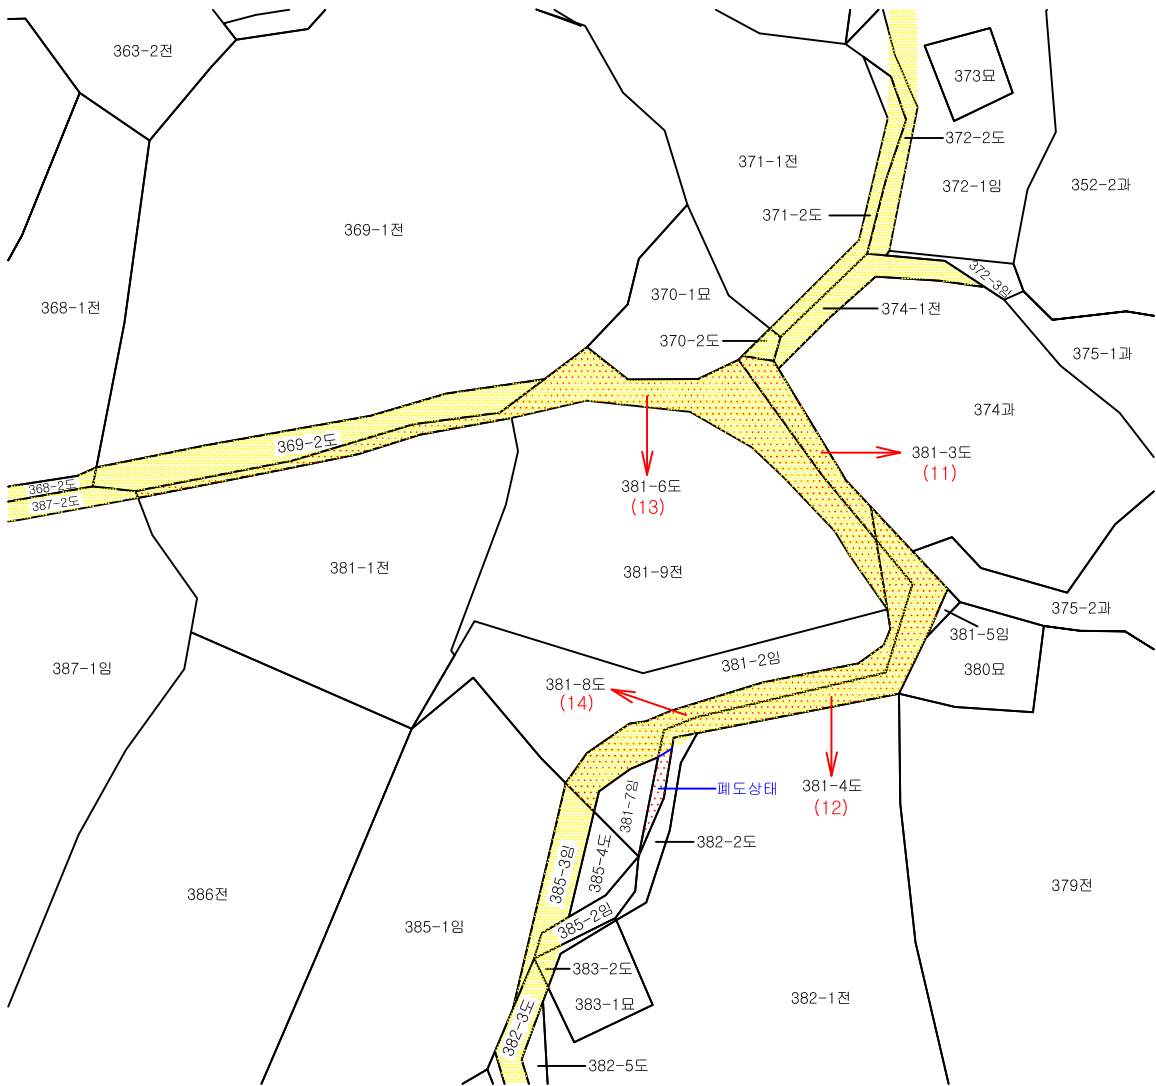 363-2전
373묘
372-2도
371-1전
372-1임
352-2과
371-2도
369-1전
372-3임
370-1묘
368-1전
374-1전
370-2도
375-1과
374과
369-2도
381-3도
(11)
368-2도
381-6도
387-2도
(13)
381-1전
381-9전
375-2과
381-5임
381-2임
387-1임
380묘
381-8도
(14)
381-4도
폐도상태
(12)
381-7임
382-2도
385-4도
385-3임
379전
386전
385-2임
385-1임
383-2도
382-1전
383-1묘
382-3도
382-5도